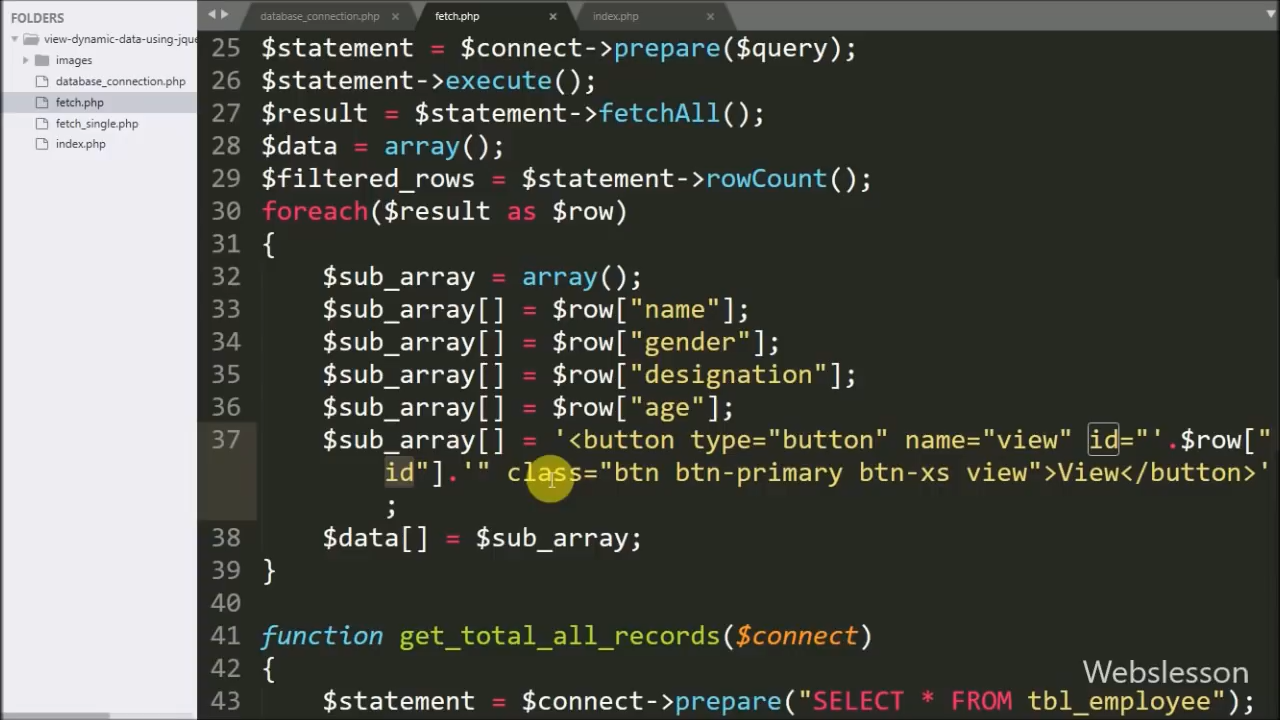 FOLDERS
view-dynamic-data-using-jque
images
database_connection.php
fetch.php
fetch_single.php
index.php
database_connection.php × fetch.php × index.php ×
25 $statement = $connect->prepare($query);
26 $statement->execute();
27 $result = $statement->fetchAll();
28 $data = array();
29 $filtered_rows = $statement->rowCount();
30 foreach($result as $row)
31 {
32 $sub_array = array();
33 $sub_array[] = $row["name"];
34 $sub_array[] = $row["gender"];
35 $sub_array[] = $row["designation"];
36 $sub_array[] = $row["age"];
37 $sub_array[] = '<button type="button" name="view" id="'.$row["
id"].'" class="btn btn-primary btn-xs view">View</button>'
;
38 $data[] = $sub_array;
39 }
40
41 function get_total_all_records($connect)
42 {
43 $statement = $connect->prepare("SELECT * FROM tbl_employee");
Webslesson